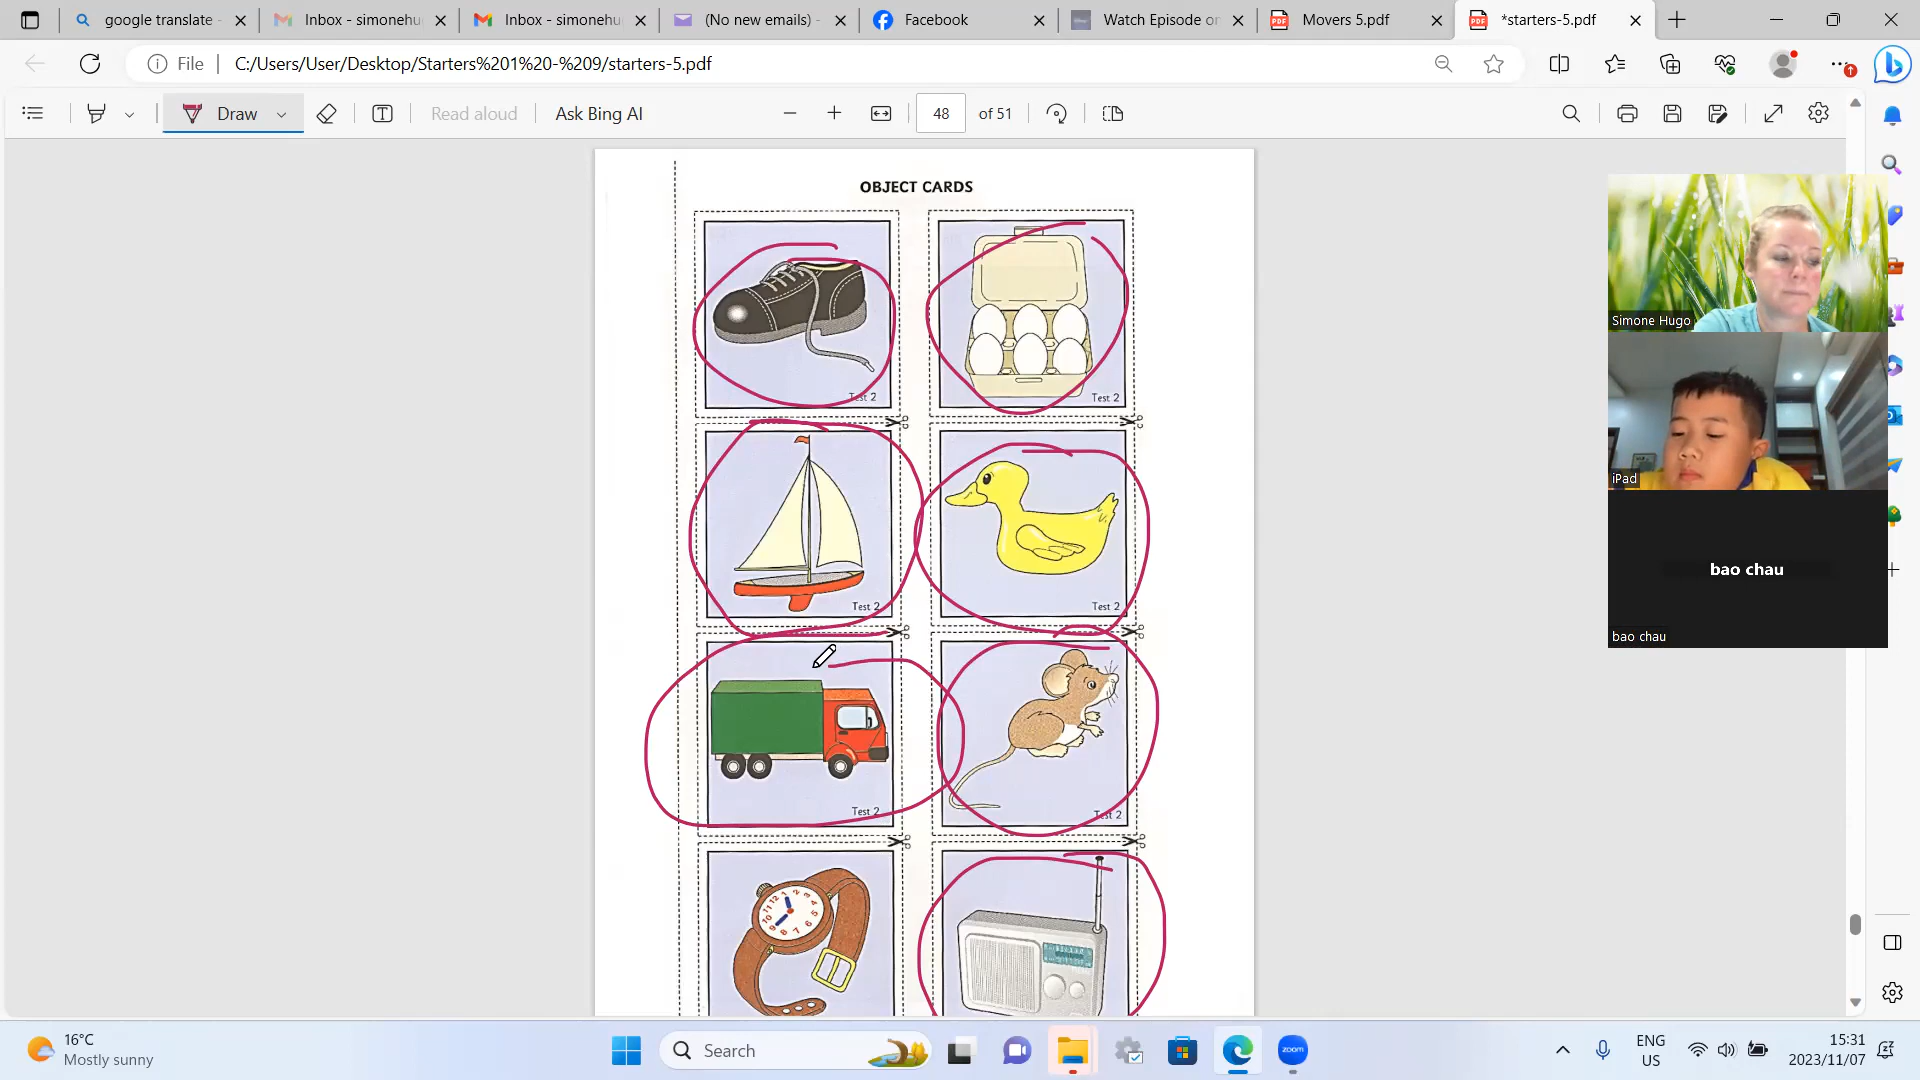 google translate -
Inbox - simonehu
Inbox - simonehu
(No new emails) -
Facebook
Watch Episode on
Movers 5.pdf
*starters-5.pdf
File
C:/Users/User/Desktop/Starters%201%20-%209/starters-5.pdf
Draw
Read aloud
Ask Bing AI
48
of 51
OBJECT CARDS
Test 2
Test 2
Test 2
Test 2
Test 2
Test 2
Simone Hugo
iPad
bao chau
bao chau
16°C
Mostly sunny
Search
zoom
ENG
US
15:31
2023/11/07